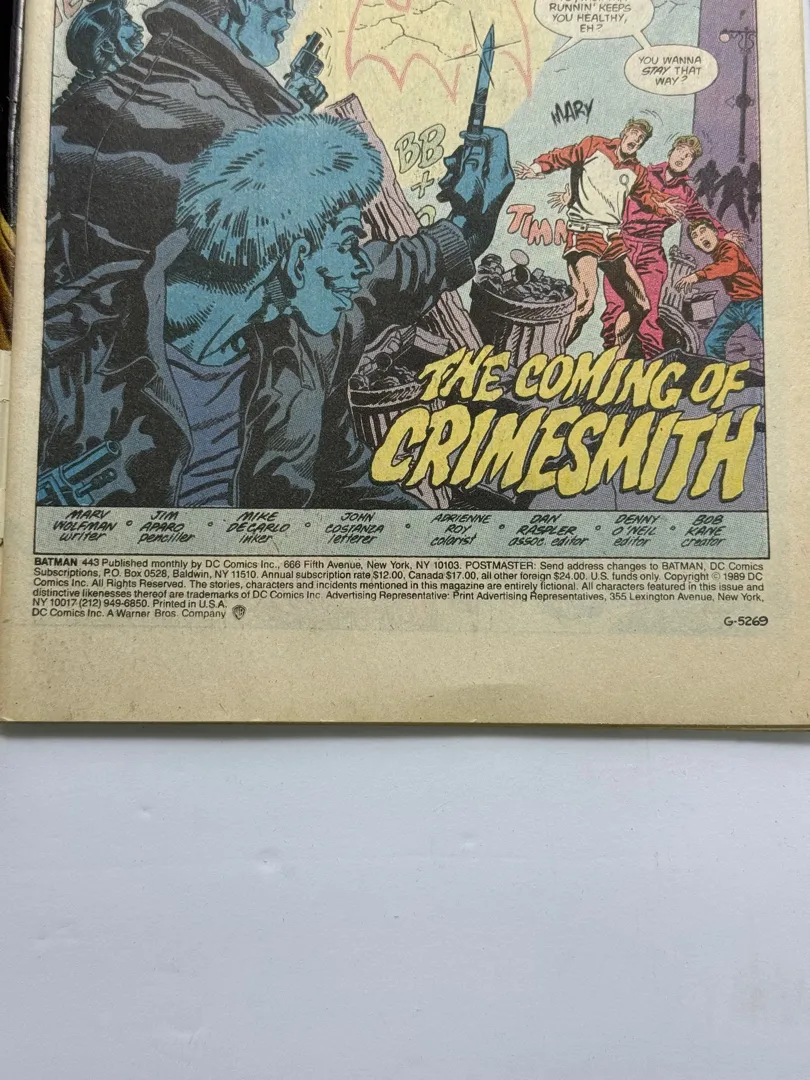 RUNNIN' KEEPS
YOU HEALTHY,
EH?
YOU WANNA
STAY THAT
WAY?
MARY
BB
+
TIMM
THE COMING OF
CRIMESMITH
MARV WOLFMAN writer • JIM APARO penciller • MIKE DECARLO inker • JOHN COSTANZA letterer • ADRIENNE ROY colorist • DAN RASPLER assoc. editor • DENNY O'NEIL editor • BOB KANE creator
BATMAN 443 Published monthly by DC Comics Inc., 666 Fifth Avenue, New York, NY 10103. POSTMASTER: Send address changes to BATMAN, DC Comics
Subscriptions, P.O. Box 0528, Baldwin, NY 11510. Annual subscription rate $12.00, Canada $17.00, all other foreign $24.00. U.S. funds only. Copyright © 1989 DC
Comics Inc. All Rights Reserved. The stories, characters and incidents mentioned in this magazine are entirely fictional. All characters featured in this issue and
distinctive likenesses thereof are trademarks of DC Comics Inc. Advertising Representative: Print Advertising Representatives, 355 Lexington Avenue, New York,
NY 10017 (212) 949-6850. Printed in U.S.A.
DC Comics Inc. A Warner Bros. Company
G-5269